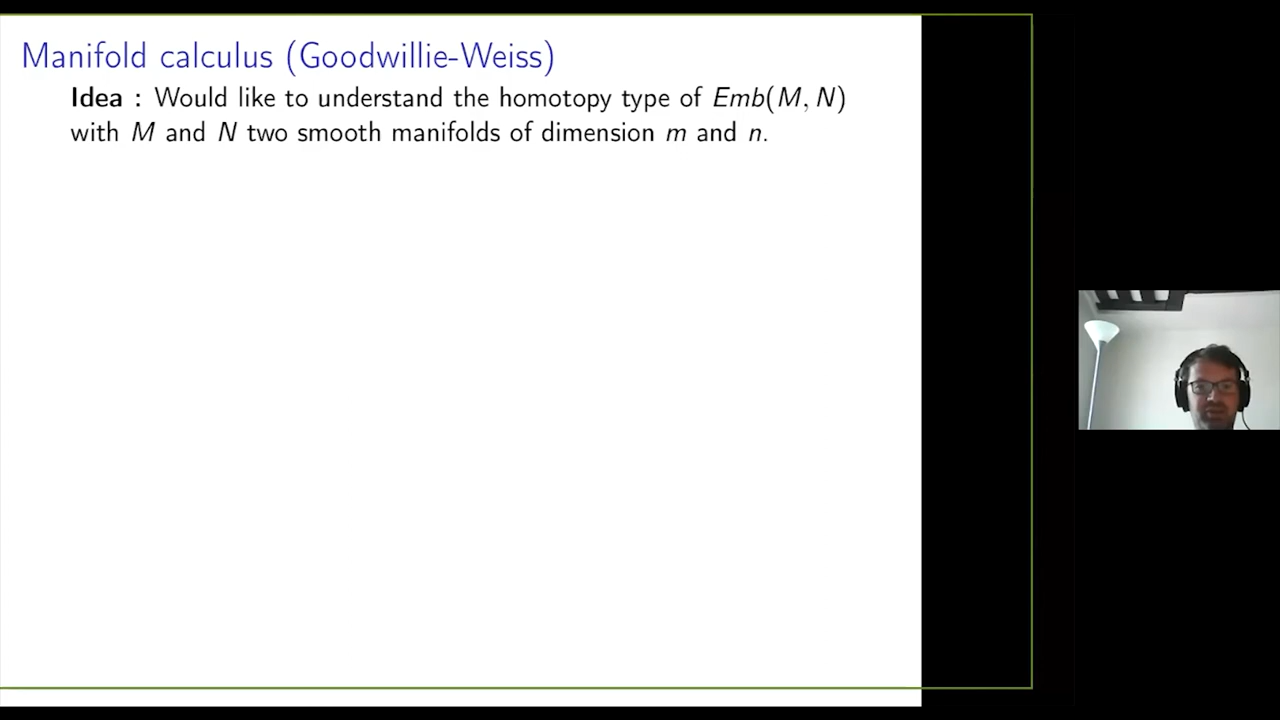 Manifold calculus (Goodwillie-Weiss)
Idea : Would like to understand the homotopy type of Emb(M, N)
with M and N two smooth manifolds of dimension m and n.